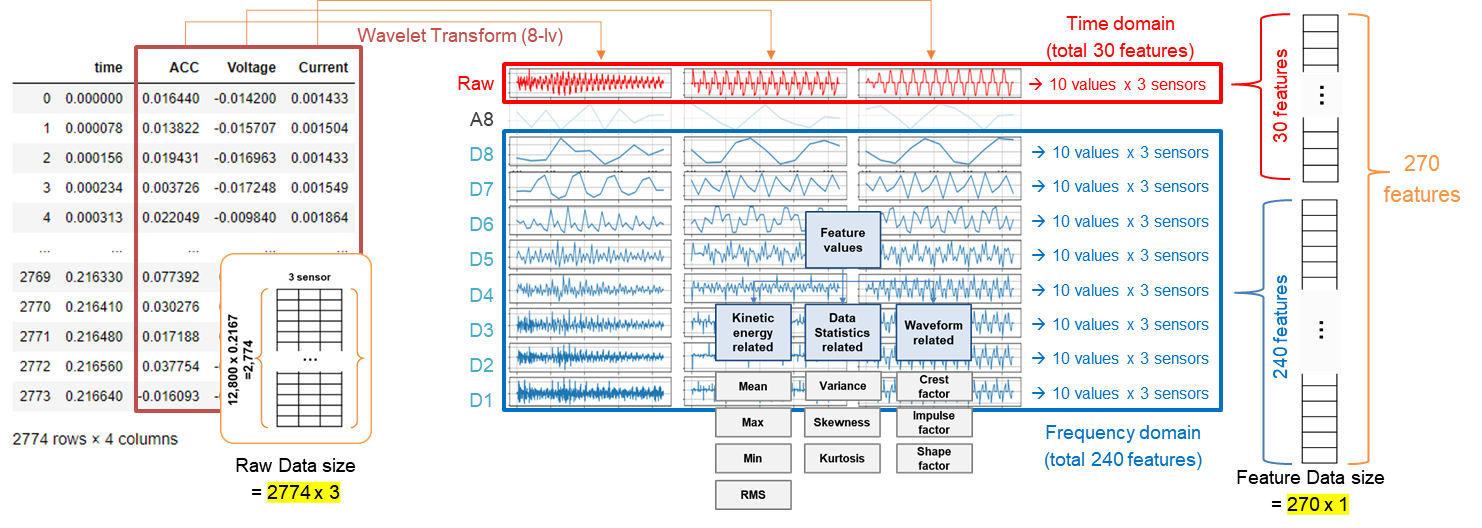 Wavelet Transform (8-lv)
time ACC Voltage Current
0 0.000000 0.016440 -0.014200 0.001433
1 0.000078 0.013822 -0.015707 0.001504
2 0.000156 0.019431 -0.016963 0.001433
3 0.000234 0.003726 -0.017248 0.001549
4 0.000313 0.022049 -0.009840 0.001864
... ... ... ... ...
2769 0.216330 0.077392
2770 0.216410 0.030276
2771 0.216480 0.017188
2772 0.216560 0.037754
2773 0.216640 -0.016093
2774 rows × 4 columns
3 sensor
12,800 x 0.2167
=2,774
...
Raw Data size
= 2774 x 3
Time domain
(total 30 features)
Raw → 10 values x 3 sensors
A8
D8 → 10 values x 3 sensors
D7 → 10 values x 3 sensors
D6 → 10 values x 3 sensors
D5 → 10 values x 3 sensors
D4 → 10 values x 3 sensors
D3 → 10 values x 3 sensors
D2 → 10 values x 3 sensors
D1 → 10 values x 3 sensors
Feature
values
Kinetic
energy
related
Data
Statistics
related
Waveform
related
Mean
Max
Min
RMS
Variance
Skewness
Kurtosis
Crest
factor
Impulse
factor
Shape
factor
Frequency domain
(total 240 features)
30 features
...
240 features
...
270
features
Feature Data size
= 270 x 1